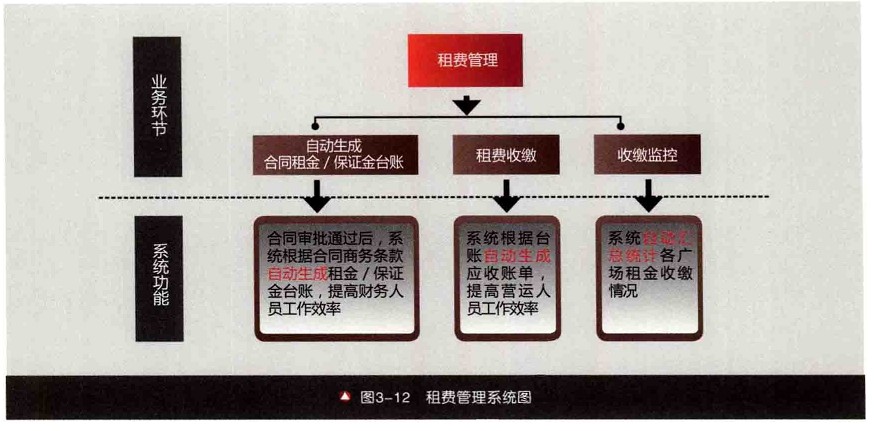 业务环节
租费管理
自动生成
合同租金/保证金台账
租费收缴
收缴监控
系统功能
合同审批通过后，系
统根据合同商务条款
自动生成租金/保证
金台账，提高财务人
员工作效率
系统根据台
账自动生成
应收账单，
提高营运人
员工作效率
系统自动汇
总统计各广
场租金收缴
情况
图3-12 租费管理系统图